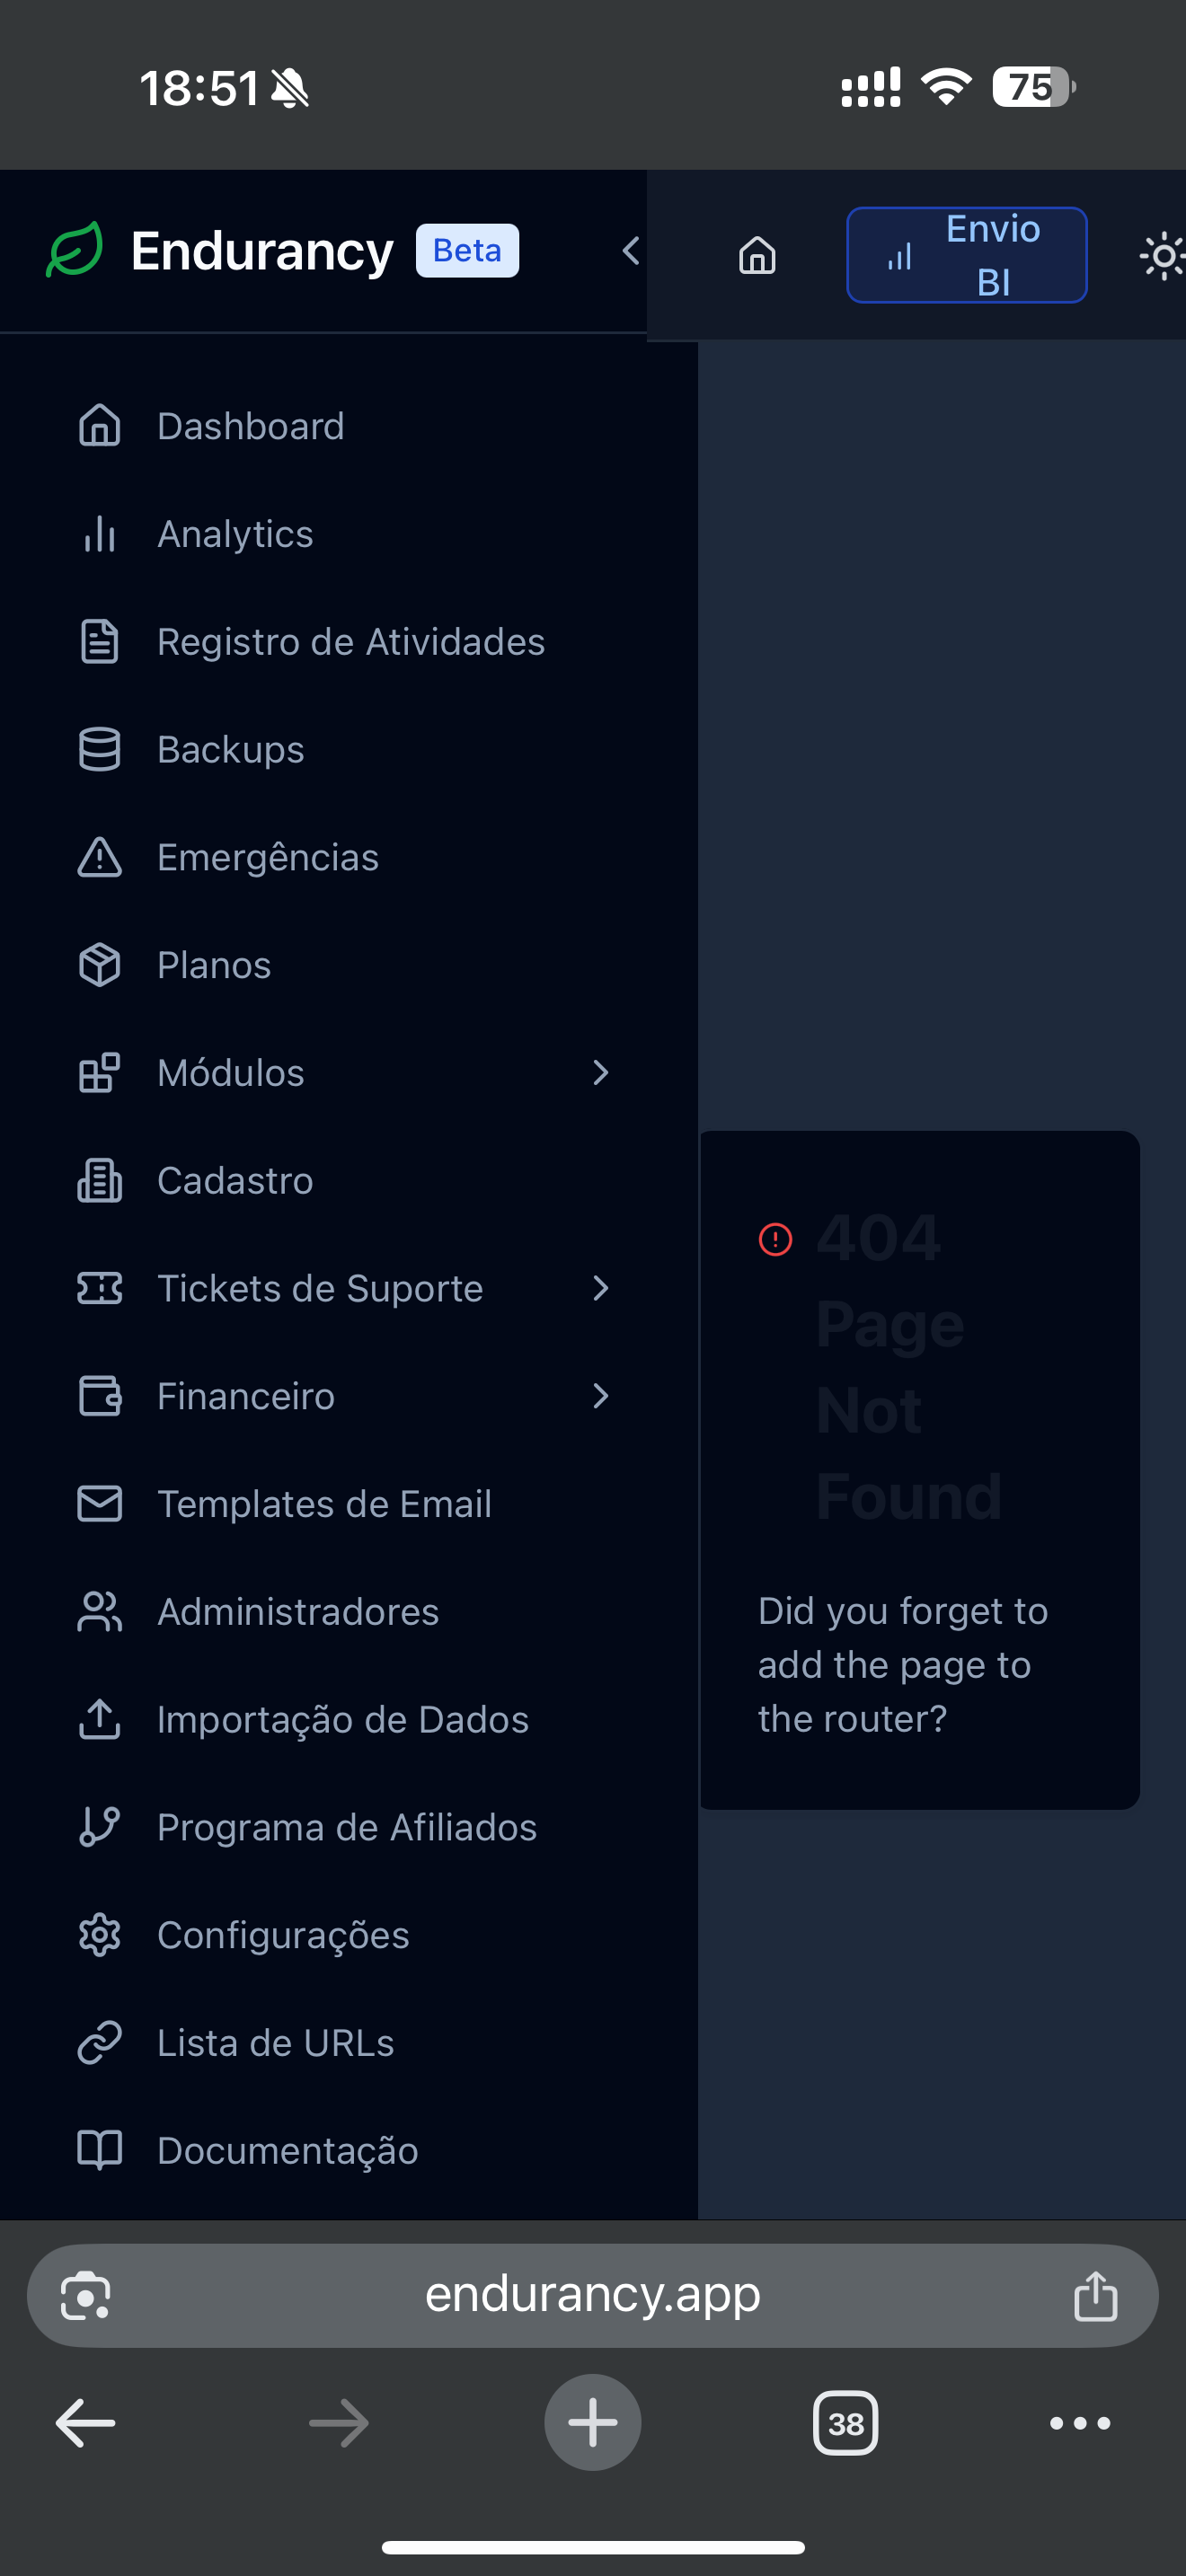 18:51
75
Endurancy
Beta
Envio
BI
Dashboard
Analytics
Registro de Atividades
Backups
Emergências
Planos
Módulos
Cadastro
Tickets de Suporte
Financeiro
Templates de Email
Administradores
Importação de Dados
Programa de Afiliados
Configurações
Lista de URLs
Documentação
404
Page
Not
Found
Did you forget to
add the page to
the router?
endurancy.app
38